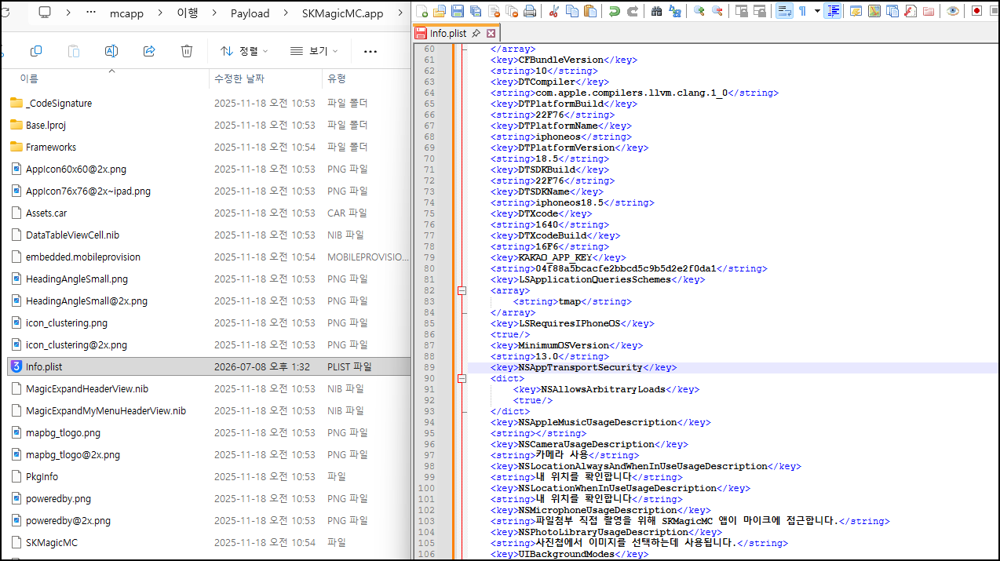 mcapp > 이행 > Payload > SKMagicMC.app >
정렬 보기
이름 수정한 날짜 유형
_CodeSignature 2025-11-18 오전 10:53 파일 폴더
Base.lproj 2025-11-18 오전 10:53 파일 폴더
Frameworks 2025-11-18 오전 10:54 파일 폴더
AppIcon60x60@2x.png 2025-11-18 오전 10:53 PNG 파일
AppIcon76x76@2x~ipad.png 2025-11-18 오전 10:53 PNG 파일
Assets.car 2025-11-18 오전 10:53 CAR 파일
DataTableViewCell.nib 2025-11-18 오전 10:53 NIB 파일
embedded.mobileprovision 2025-11-18 오전 10:54 MOBILEPROVISIO...
HeadingAngleSmall.png 2025-11-18 오전 10:53 PNG 파일
HeadingAngleSmall@2x.png 2025-11-18 오전 10:53 PNG 파일
icon_clustering.png 2025-11-18 오전 10:53 PNG 파일
icon_clustering@2x.png 2025-11-18 오전 10:53 PNG 파일
Info.plist 2026-07-08 오후 1:32 PLIST 파일
MagicExpandHeaderView.nib 2025-11-18 오전 10:53 NIB 파일
MagicExpandMyMenuHeaderView.nib 2025-11-18 오전 10:53 NIB 파일
mapbg_tlogo.png 2025-11-18 오전 10:53 PNG 파일
mapbg_tlogo@2x.png 2025-11-18 오전 10:53 PNG 파일
PkgInfo 2025-11-18 오전 10:53 파일
poweredby.png 2025-11-18 오전 10:53 PNG 파일
poweredby@2x.png 2025-11-18 오전 10:53 PNG 파일
SKMagicMC 2025-11-18 오전 10:54 파일
Info.plist
60 </array>
61 <key>CFBundleVersion</key>
62 <string>10</string>
63 <key>DTCompiler</key>
64 <string>com.apple.compilers.llvm.clang.1_0</string>
65 <key>DTPlatformBuild</key>
66 <string>22F76</string>
67 <key>DTPlatformName</key>
68 <string>iphoneos</string>
69 <key>DTPlatformVersion</key>
70 <string>18.5</string>
71 <key>DTSDKBuild</key>
72 <string>22F76</string>
73 <key>DTSDKName</key>
74 <string>iphoneos18.5</string>
75 <key>DTXcode</key>
76 <string>1640</string>
77 <key>DTXcodeBuild</key>
78 <string>16F6</string>
79 <key>KAKAO_APP_KEY</key>
80 <string>04f88a5bcacfe2bbcd5c9b5d2e2f0da1</string>
81 <key>LSApplicationQueriesSchemes</key>
82 <array>
83 <string>tmap</string>
84 </array>
85 <key>LSRequiresIPhoneOS</key>
86 <true/>
87 <key>MinimumOSVersion</key>
88 <string>13.0</string>
89 <key>NSAppTransportSecurity</key>
90 <dict>
91 <key>NSAllowsArbitraryLoads</key>
92 <true/>
93 </dict>
94 <key>NSAppleMusicUsageDescription</key>
95 <string></string>
96 <key>NSCameraUsageDescription</key>
97 <string>카메라 사용</string>
98 <key>NSLocationAlwaysAndWhenInUseUsageDescription</key>
99 <string>내 위치를 확인합니다</string>
100 <key>NSLocationWhenInUseUsageDescription</key>
101 <string>내 위치를 확인합니다</string>
102 <key>NSMicrophoneUsageDescription</key>
103 <string>파일첨부 직접 촬영을 위해 SKMagicMC 앱이 마이크에 접근합니다.</string>
104 <key>NSPhotoLibraryUsageDescription</key>
105 <string>사진첩에서 이미지를 선택하는데 사용됩니다.</string>
106 <key>UIBackgroundModes</key>